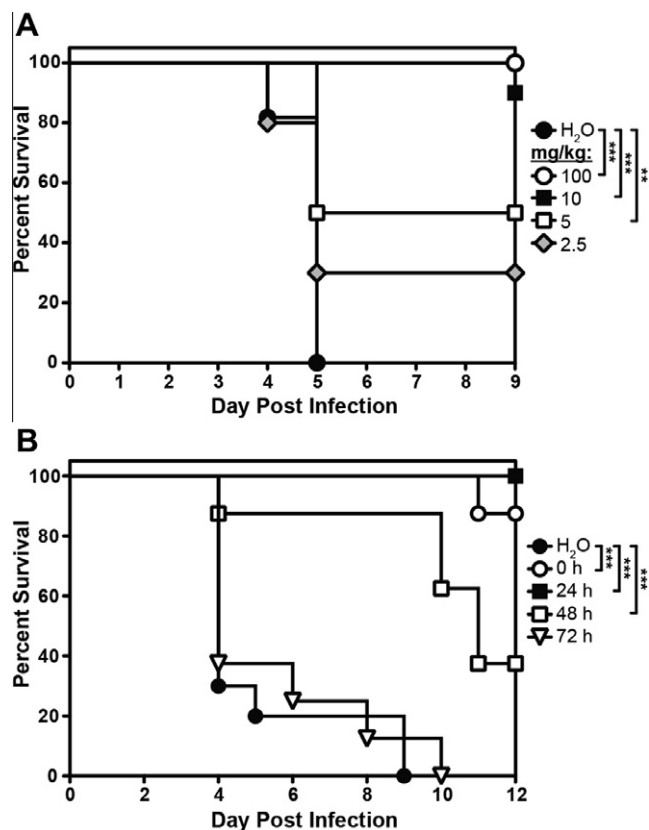 A
Percent Survival
100
80
60
40
20
0
0 1 2 3 4 5 6 7 8 9
Day Post Infection
H₂O
mg/kg:
100
10
5
2.5
***
***
**
B
Percent Survival
100
80
60
40
20
0
0 2 4 6 8 10 12
Day Post Infection
H₂O
0 h
24 h
48 h
72 h
***
***
***